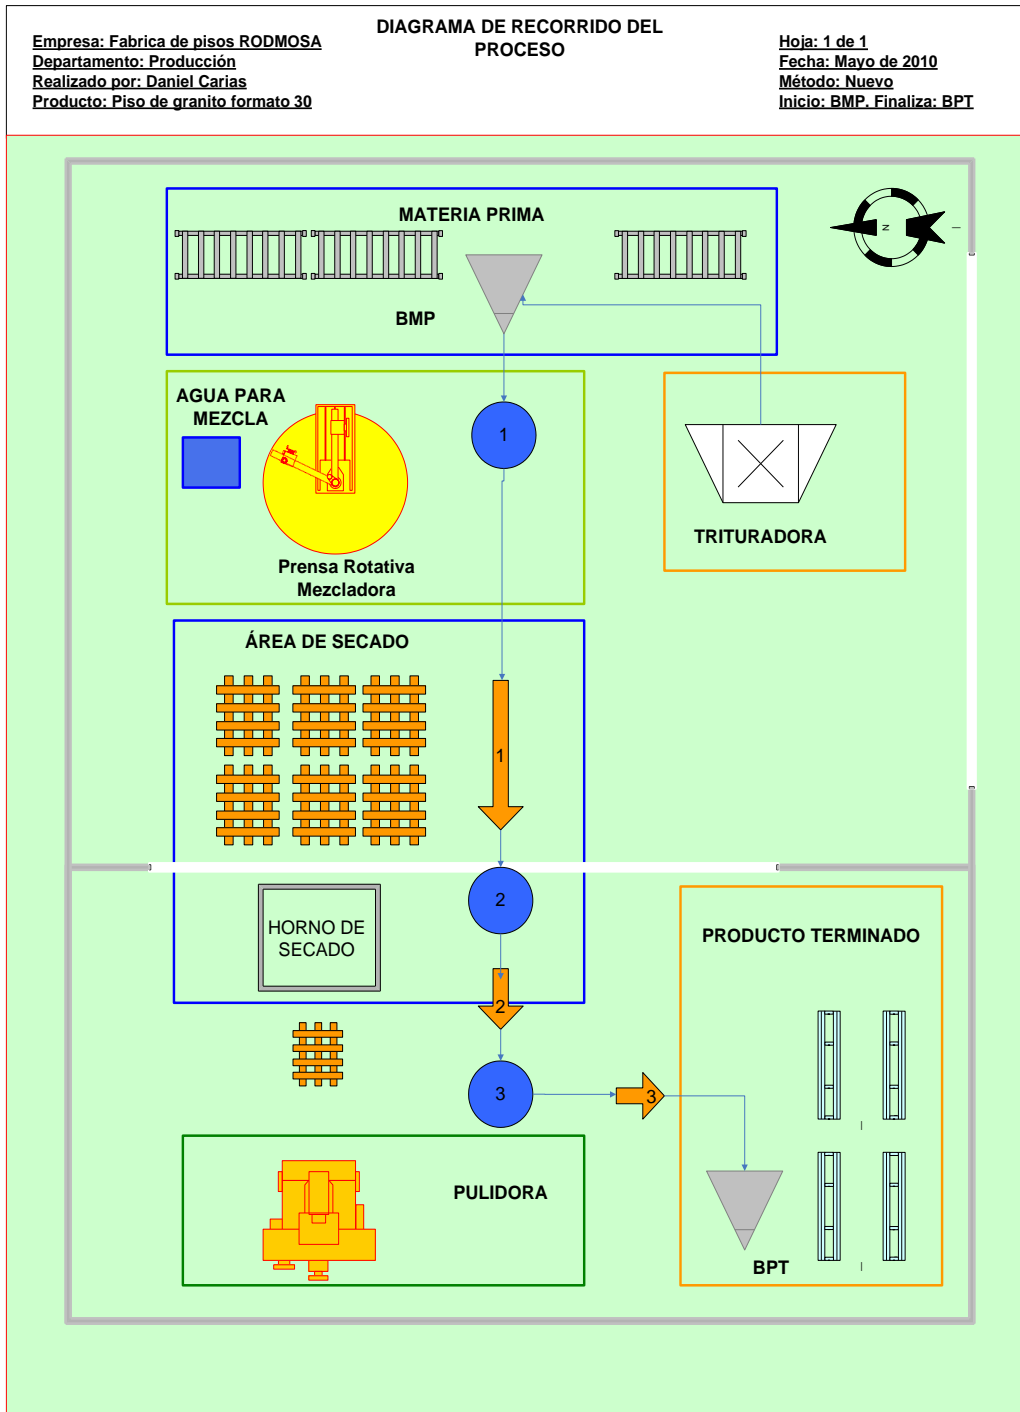 DIAGRAMA DE RECORRIDO DEL
PROCESO
Empresa: Fabrica de pisos RODMOSA
Departamento: Producción
Realizado por: Daniel Carias
Producto: Piso de granito formato 30
Hoja: 1 de 1
Fecha: Mayo de 2010
Método: Nuevo
Inicio: BMP. Finaliza: BPT
MATERIA PRIMA
N
BMP
AGUA PARA
MEZCLA
1
TRITURADORA
Prensa Rotativa
Mezcladora
ÁREA DE SECADO
1
2
HORNO DE
SECADO
PRODUCTO TERMINADO
2
3
3
PULIDORA
BPT